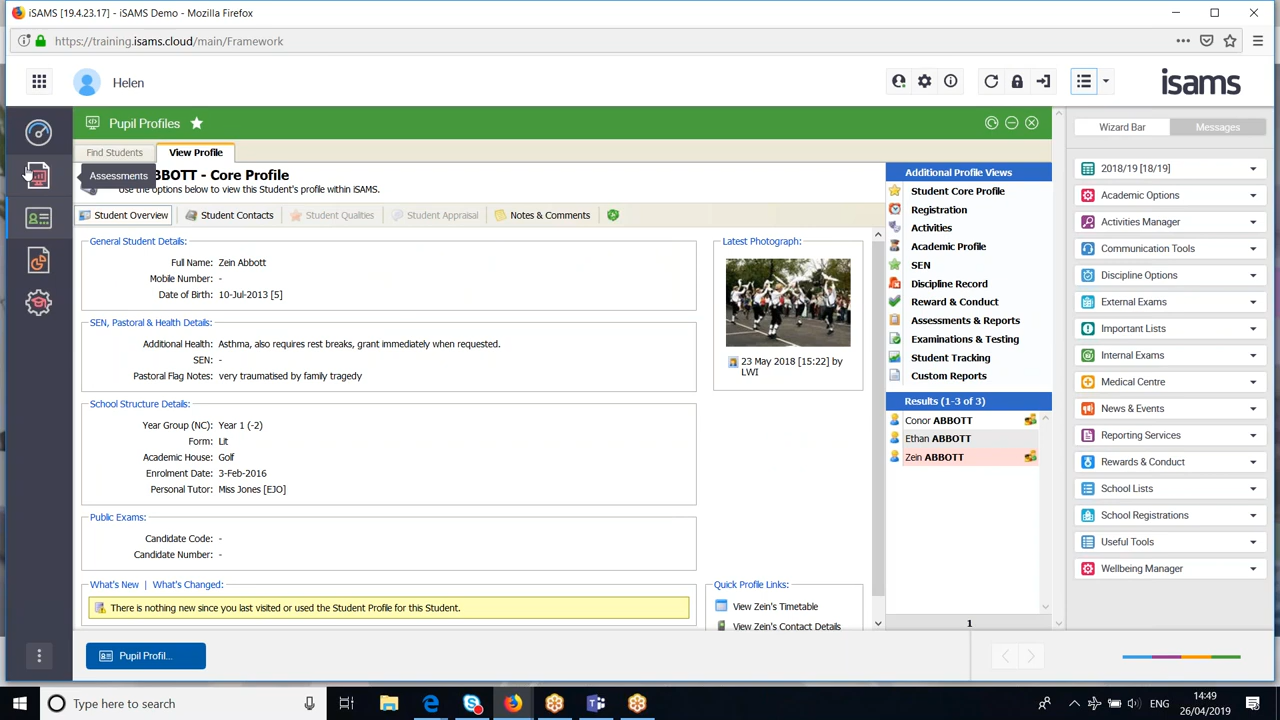 iSAMS [19.4.23.17] - iSAMS Demo - Mozilla Firefox
https://training.isams.cloud/main/Framework
Helen
isams
Pupil Profiles
Wizard Bar
Messages
Find Students
View Profile
Assessments
BBOTT - Core Profile
Use the options below to view this Student's profile within iSAMS.
Student Overview
Student Contacts
Student Qualities
Student Appraisal
Notes & Comments
General Student Details:
Full Name: Zein Abbott
Mobile Number: -
Date of Birth: 10-Jul-2013 [5]
SEN, Pastoral & Health Details:
Additional Health: Asthma, also requires rest breaks, grant immediately when requested.
SEN: -
Pastoral Flag Notes: very traumatised by family tragedy
School Structure Details:
Year Group (NC): Year 1 (-2)
Form: Lit
Academic House: Golf
Enrolment Date: 3-Feb-2016
Personal Tutor: Miss Jones [EJO]
Public Exams:
Candidate Code: -
Candidate Number: -
What's New | What's Changed:
There is nothing new since you last visited or used the Student Profile for this Student.
Latest Photograph:
23 May 2018 [15:22] by
LWI
Quick Profile Links:
View Zein's Timetable
View Zein's Contact Details
Additional Profile Views
Student Core Profile
Registration
Activities
Academic Profile
SEN
Discipline Record
Reward & Conduct
Assessments & Reports
Examinations & Testing
Student Tracking
Custom Reports
Results (1-3 of 3)
Conor ABBOTT
Ethan ABBOTT
Zein ABBOTT
1
2018/19 [18/19]
Academic Options
Activities Manager
Communication Tools
Discipline Options
External Exams
Important Lists
Internal Exams
Medical Centre
News & Events
Reporting Services
Rewards & Conduct
School Lists
School Registrations
Useful Tools
Wellbeing Manager
Pupil Profil...
Type here to search
ENG
14:49
26/04/2019